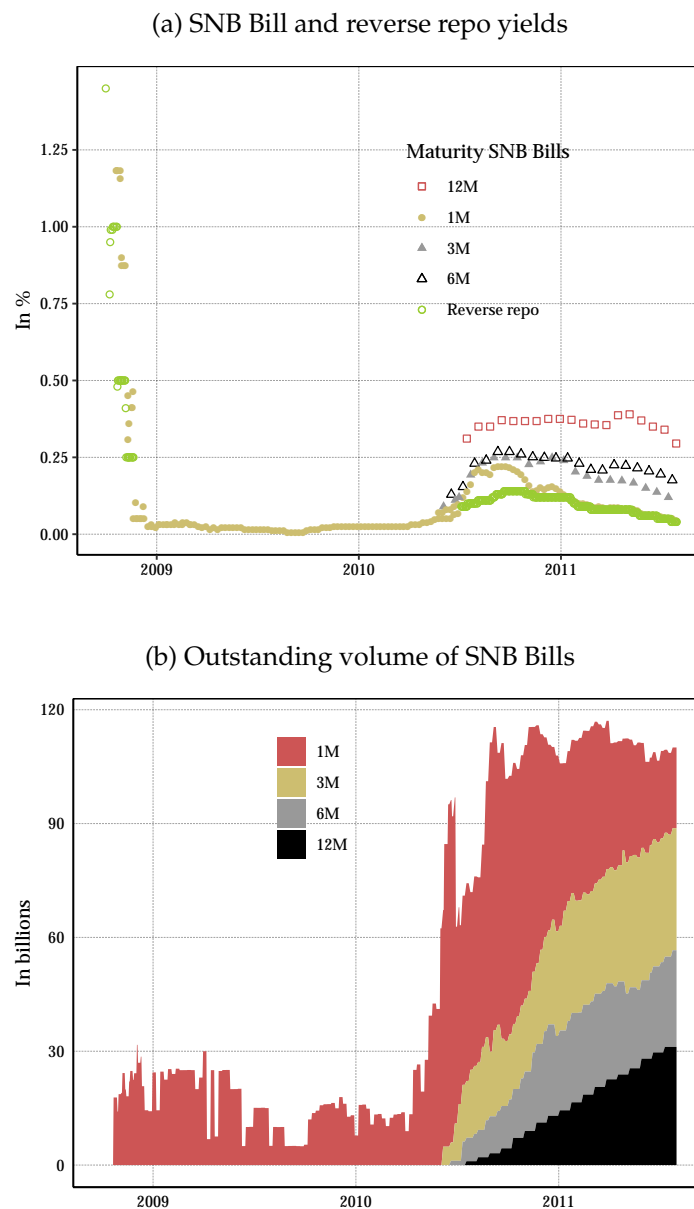 (a) SNB Bill and reverse repo yields
In %
1.25
1.00
0.75
0.50
0.25
0.00
Maturity SNB Bills
12M
1M
3M
6M
Reverse repo
2009 2010 2011
(b) Outstanding volume of SNB Bills
In billions
120
90
60
30
0
1M
3M
6M
12M
2009 2010 2011